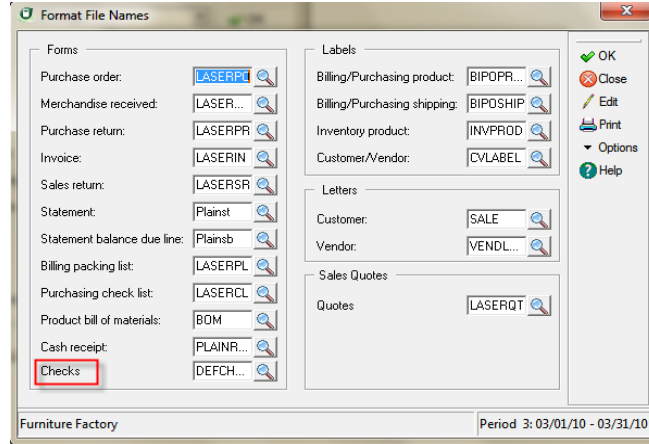 Format File Names
Forms
Purchase order: LASERPO
Merchandise received: LASER...
Purchase return: LASERPR
Invoice: LASERIN
Sales return: LASERSR
Statement: Plainst
Statement balance due line: Plainsb
Billing packing list: LASERPL
Purchasing check list: LASERCL
Product bill of materials: BOM
Cash receipt: PLAINR...
Checks DEFCH...
Labels
Billing/Purchasing product: BIPOPR...
Billing/Purchasing shipping: BIPOSHIP
Inventory product: INVPROD
Customer/Vendor: CVLABEL
Letters
Customer: SALE
Vendor: VENDL...
Sales Quotes
Quotes LASERQT
OK
Close
Edit
Print
Options
Help
Furniture Factory
Period 3: 03/01/10 - 03/31/10